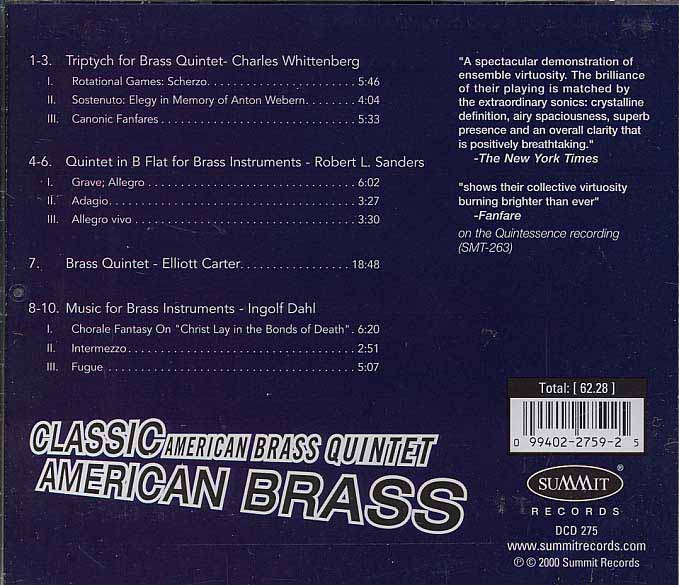 1-3. Triptych for Brass Quintet- Charles Whittenberg
I. Rotational Games: Scherzo. . . . . . . . . . . . . . . . . . . . . . . 5:46
II. Sostenuto: Elegy in Memory of Anton Webern. . . . . . . . 4:04
III. Canonic Fanfares . . . . . . . . . . . . . . . . . . . . . . . . . . . . . . 5:33
4-6. Quintet in B Flat for Brass Instruments - Robert L. Sanders
I. Grave; Allegro . . . . . . . . . . . . . . . . . . . . . . . . . . . . . . . . 6:02
II. Adagio. . . . . . . . . . . . . . . . . . . . . . . . . . . . . . . . . . . . . . 3:27
III. Allegro vivo . . . . . . . . . . . . . . . . . . . . . . . . . . . . . . . . . . 3:30
7. Brass Quintet - Elliott Carter. . . . . . . . . . . . . . . . . 18:48
8-10. Music for Brass Instruments - Ingolf Dahl
I. Chorale Fantasy On "Christ Lay in the Bonds of Death" . 6:20
II. Intermezzo. . . . . . . . . . . . . . . . . . . . . . . . . . . . . . . . . . . 2:51
III. Fugue . . . . . . . . . . . . . . . . . . . . . . . . . . . . . . . . . . . . . . 5:07
"A spectacular demonstration of
ensemble virtuosity. The brilliance
of their playing is matched by
the extraordinary sonics: crystalline
definition, airy spaciousness, superb
presence and an overall clarity that
is positively breathtaking."
-The New York Times
"shows their collective virtuosity
burning brighter than ever"
-Fanfare
on the Quintessence recording
(SMT-263)
CLASSIC AMERICAN BRASS QUINTET
AMERICAN BRASS
Total: [ 62.28 ]
0 99402-2759-2 5
SUMMIT ®
RECORDS
DCD 275
www.summitrecords.com
℗ © 2000 Summit Records